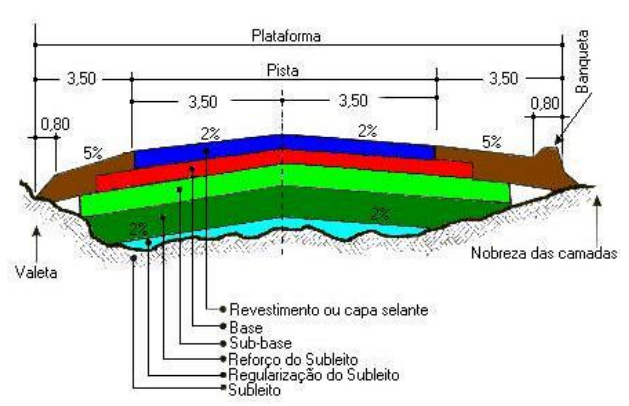 Plataforma
Banqueta
3,50 Pista 3,50
3,50 3,50
0,80 0,80
2% 2%
5% 5%
2% 2%
Valeta
Nobreza das camadas
Revestimento ou capa selante
Base
Sub-base
Reforço do Subleito
Regularização do Subleito
Subleito